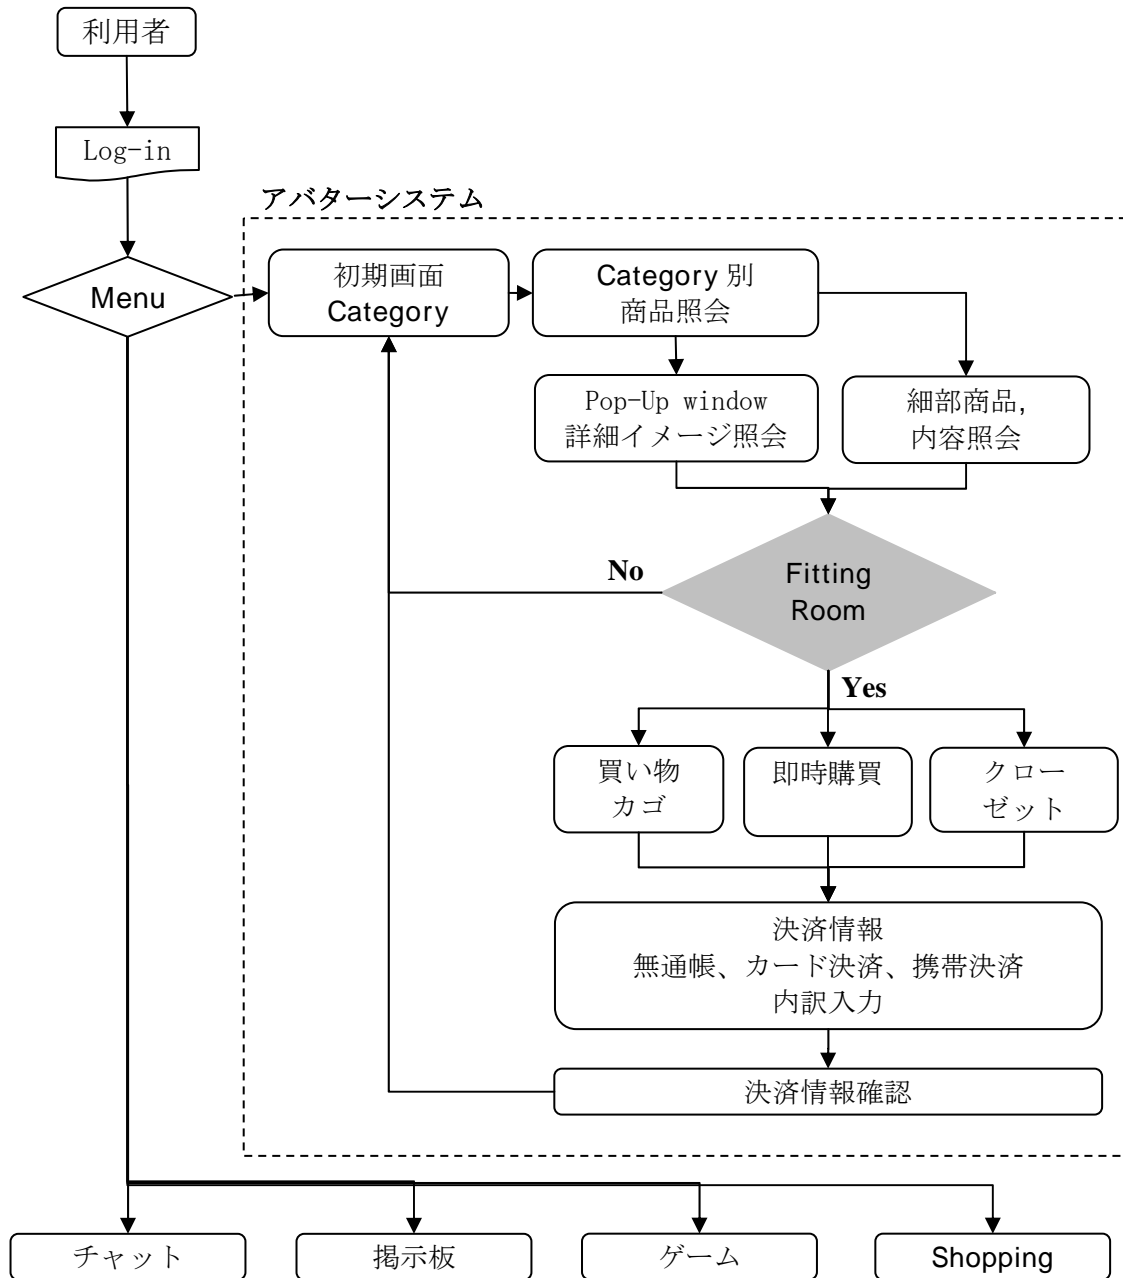 利用者
Log-in
アバターシステム
Menu
初期画面
Category
Category 別
商品照会
Pop-Up window
詳細イメージ照会
細部商品,
内容照会
Fitting
Room
No
Yes
買い物
カゴ
即時購買
クロー
ゼット
決済情報
無通帳、カード決済、携帯決済
内訳入力
決済情報確認
チャット
掲示板
ゲーム
Shopping